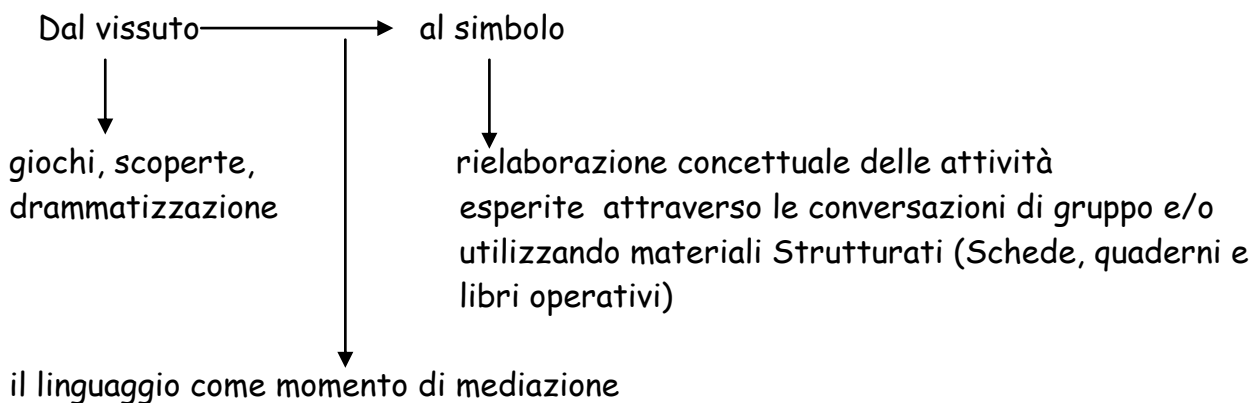 Dal vissuto al simbolo
giochi, scoperte,
drammatizzazione
rielaborazione concettuale delle attività
esperite attraverso le conversazioni di gruppo e/o
utilizzando materiali Strutturati (Schede, quaderni e
libri operativi)
il linguaggio come momento di mediazione